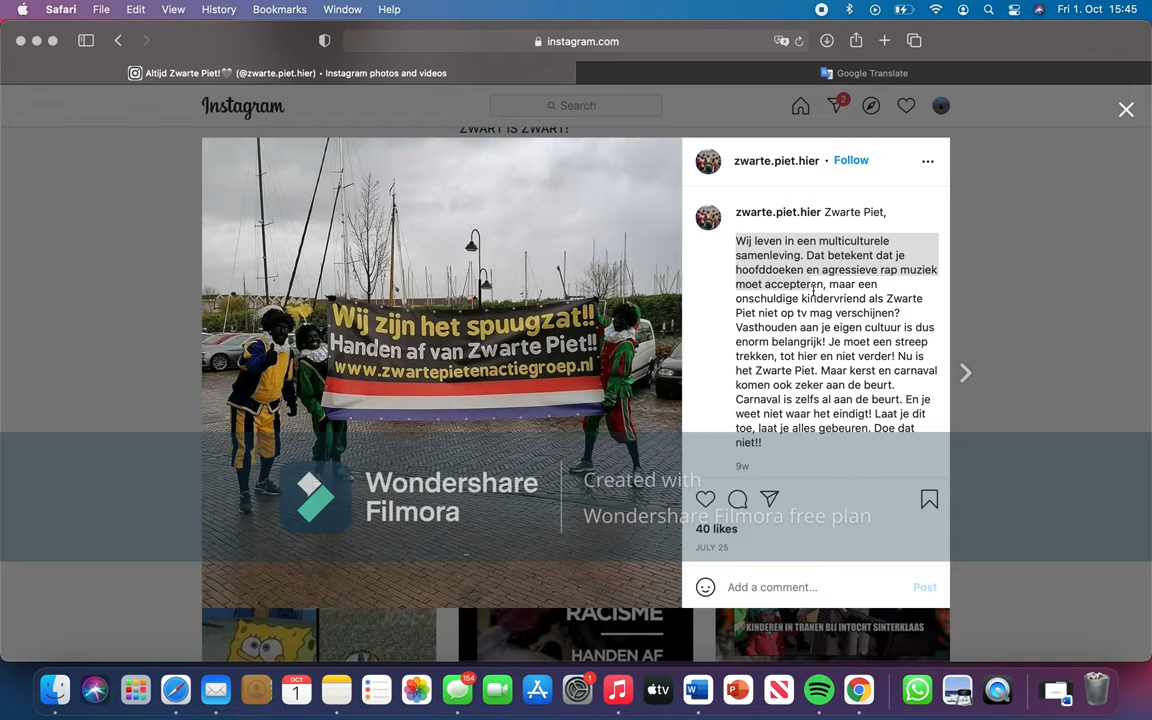 Safari File Edit View History Bookmarks Window Help
Fri 1. Oct 15:45
instagram.com
Altijd Zwarte Piet!🖤 (@zwarte.piet.hier) • Instagram photos and videos
Google Translate
Instagram
Search
2
ZWART IS ZWART!
zwarte.piet.hier • Follow
Wij zijn het spuugzat!!
Handen af van Zwarte Piet!!
www.zwartepietenactiegroep.nl
zwarte.piet.hier Zwarte Piet,
Wij leven in een multiculturele
samenleving. Dat betekent dat je
hoofddoeken en agressieve rap muziek
moet accepteren, maar een
onschuldige kindervriend als Zwarte
Piet niet op tv mag verschijnen?
Vasthouden aan je eigen cultuur is dus
enorm belangrijk! Je moet een streep
trekken, tot hier en niet verder! Nu is
het Zwarte Piet. Maar kerst en carnaval
komen ook zeker aan de beurt.
Carnaval is zelfs al aan de beurt. En je
weet niet waar het eindigt! Laat je dit
toe, laat je alles gebeuren. Doe dat
niet!!
9w
Wondershare
Filmora
Created with
Wondershare Filmora free plan
40 likes
JULY 25
Add a comment...
Post
RACISME
HANDEN AF
KINDEREN IN TRANEN BIJ INTOCHT SINTERKLAAS
OCT
1
154
1
tv